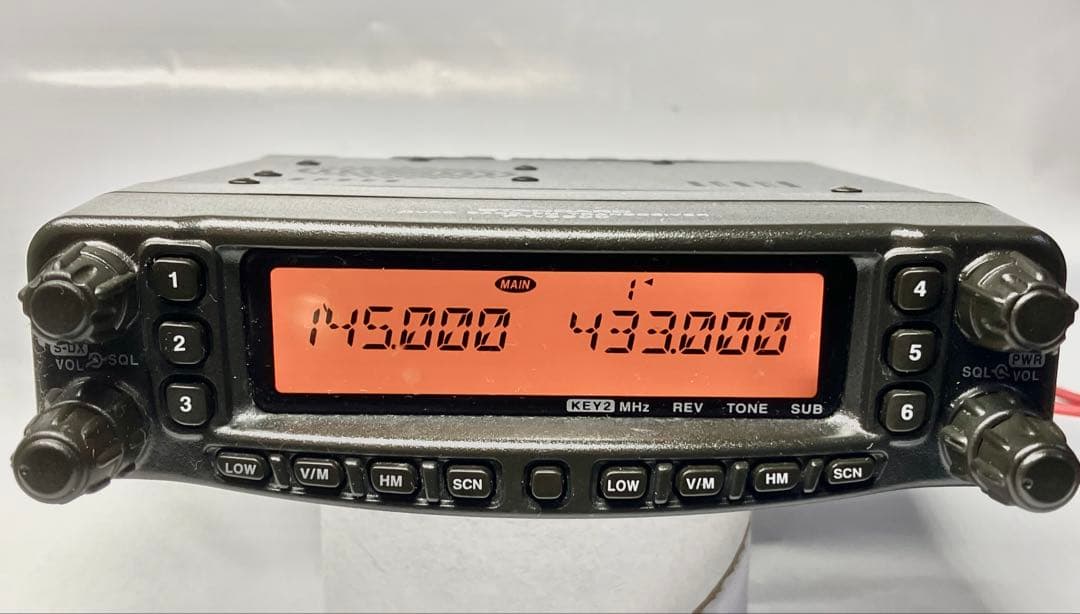 MAIN
1
145.000 433.000
KEY2 MHz REV TONE SUB
1
2
3
4
5
6
S-DX
VOL SQL
PWR
SQL VOL
LOW V/M HM SCN LOW V/M HM SCN